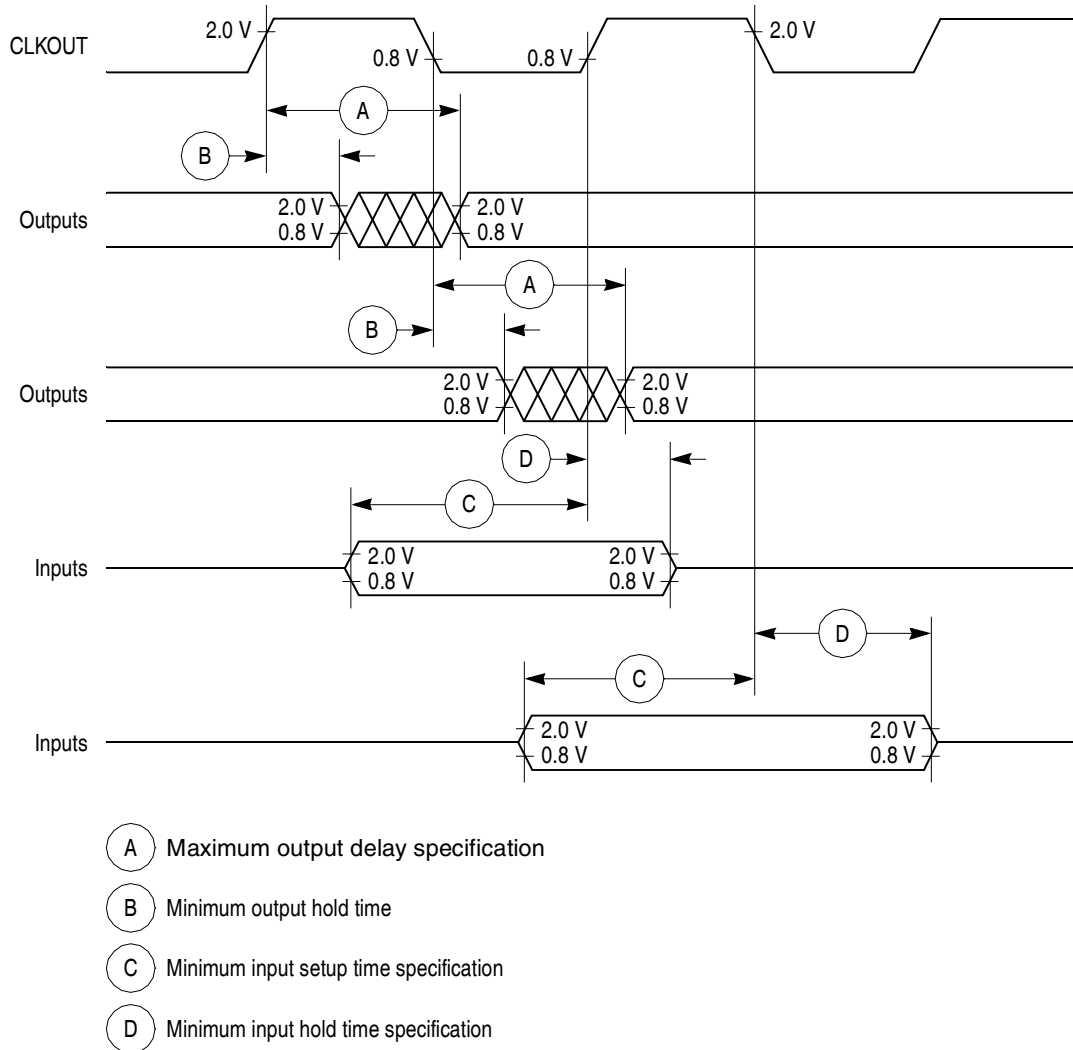 CLKOUT
2.0 V
0.8 V
0.8 V
2.0 V
A
B
Outputs
2.0 V
0.8 V
2.0 V
0.8 V
A
B
Outputs
2.0 V
0.8 V
2.0 V
0.8 V
D
C
Inputs
2.0 V
0.8 V
2.0 V
0.8 V
D
C
Inputs
2.0 V
0.8 V
2.0 V
0.8 V
A Maximum output delay specification
B Minimum output hold time
C Minimum input setup time specification
D Minimum input hold time specification